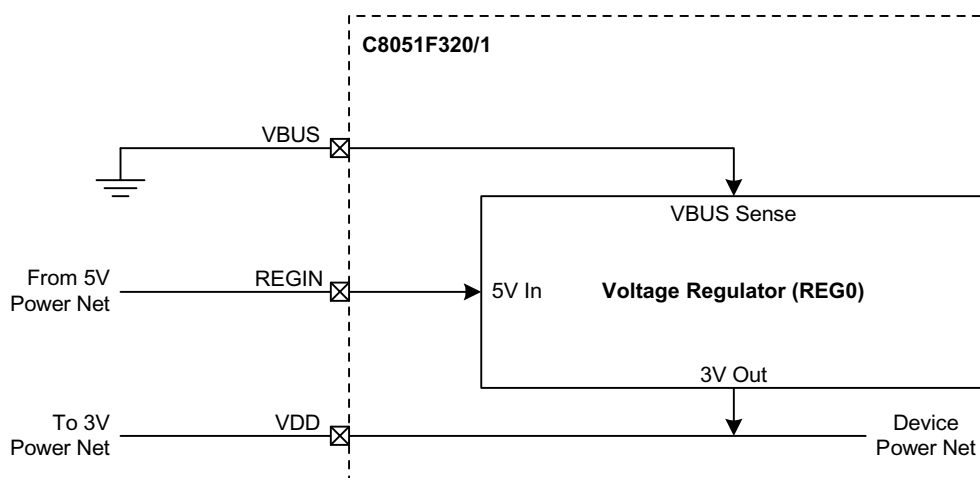 C8051F320/1
VBUS
VBUS Sense
From 5V
Power Net
REGIN
5V In
Voltage Regulator (REG0)
3V Out
To 3V
Power Net
VDD
Device
Power Net